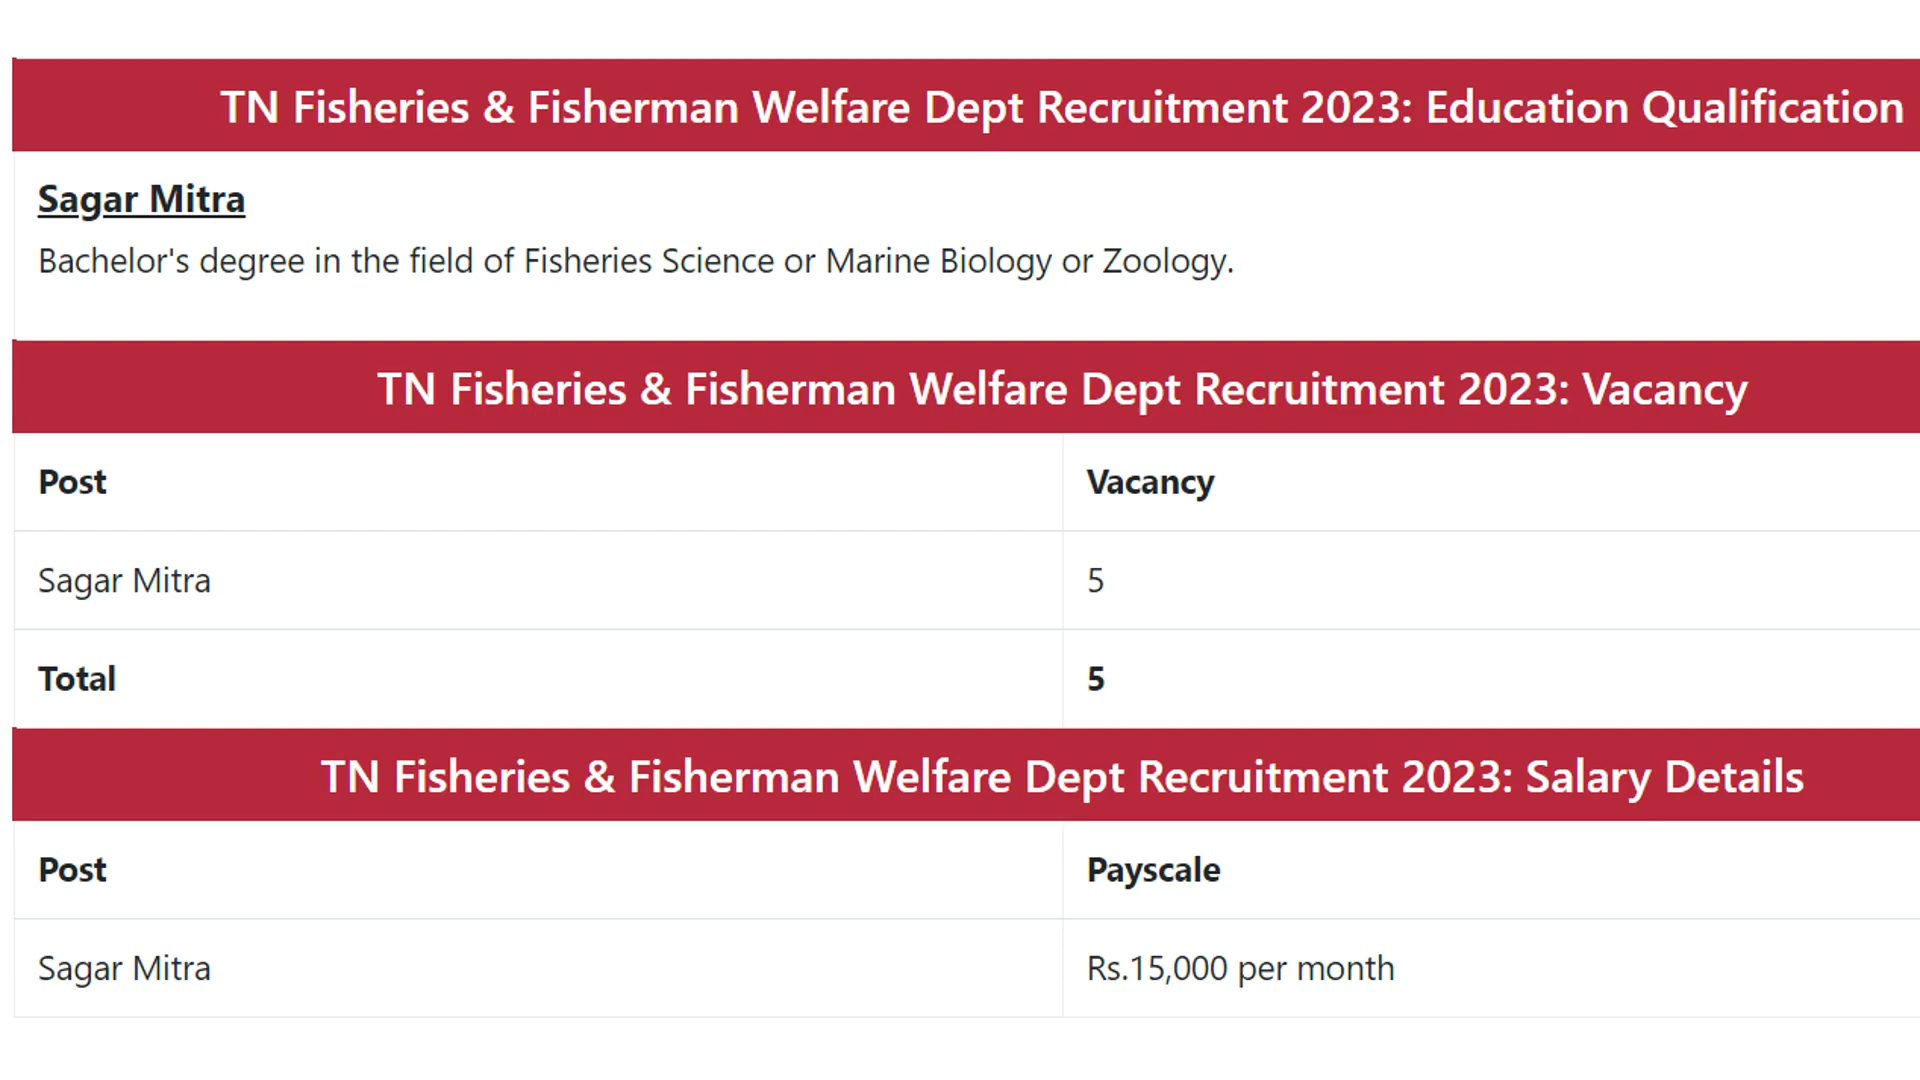 TN Fisheries & Fisherman Welfare Dept Recruitment 2023: Education Qualification
Sagar Mitra
Bachelor's degree in the field of Fisheries Science or Marine Biology or Zoology.
TN Fisheries & Fisherman Welfare Dept Recruitment 2023: Vacancy
Post Vacancy
Sagar Mitra 5
Total 5
TN Fisheries & Fisherman Welfare Dept Recruitment 2023: Salary Details
Post Payscale
Sagar Mitra Rs.15,000 per month